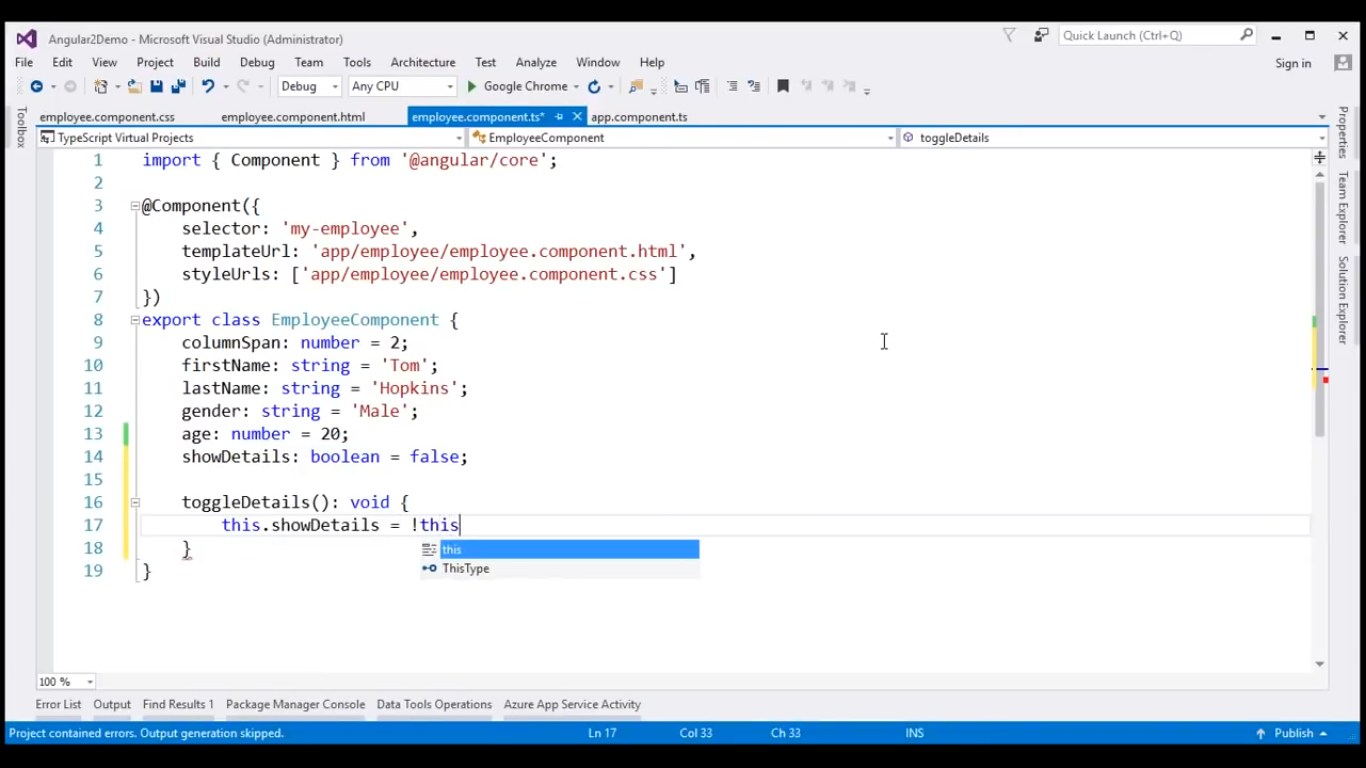 Angular2Demo - Microsoft Visual Studio (Administrator)
Quick Launch (Ctrl+Q)
File Edit View Project Build Debug Team Tools Architecture Test Analyze Window Help
Sign in
Debug Any CPU Google Chrome
employee.component.css employee.component.html employee.component.ts* app.component.ts
TypeScript Virtual Projects EmployeeComponent toggleDetails
Toolbox
1 import { Component } from '@angular/core';
2
3 @Component({
4 selector: 'my-employee',
5 templateUrl: 'app/employee/employee.component.html',
6 styleUrls: ['app/employee/employee.component.css']
7 })
8 export class EmployeeComponent {
9 columnSpan: number = 2;
10 firstName: string = 'Tom';
11 lastName: string = 'Hopkins';
12 gender: string = 'Male';
13 age: number = 20;
14 showDetails: boolean = false;
15
16 toggleDetails(): void {
17 this.showDetails = !this
18 }
19 }
this
ThisType
Properties
Team Explorer
Solution Explorer
100 %
Error List Output Find Results 1 Package Manager Console Data Tools Operations Azure App Service Activity
Project contained errors. Output generation skipped. Ln 17 Col 33 Ch 33 INS Publish